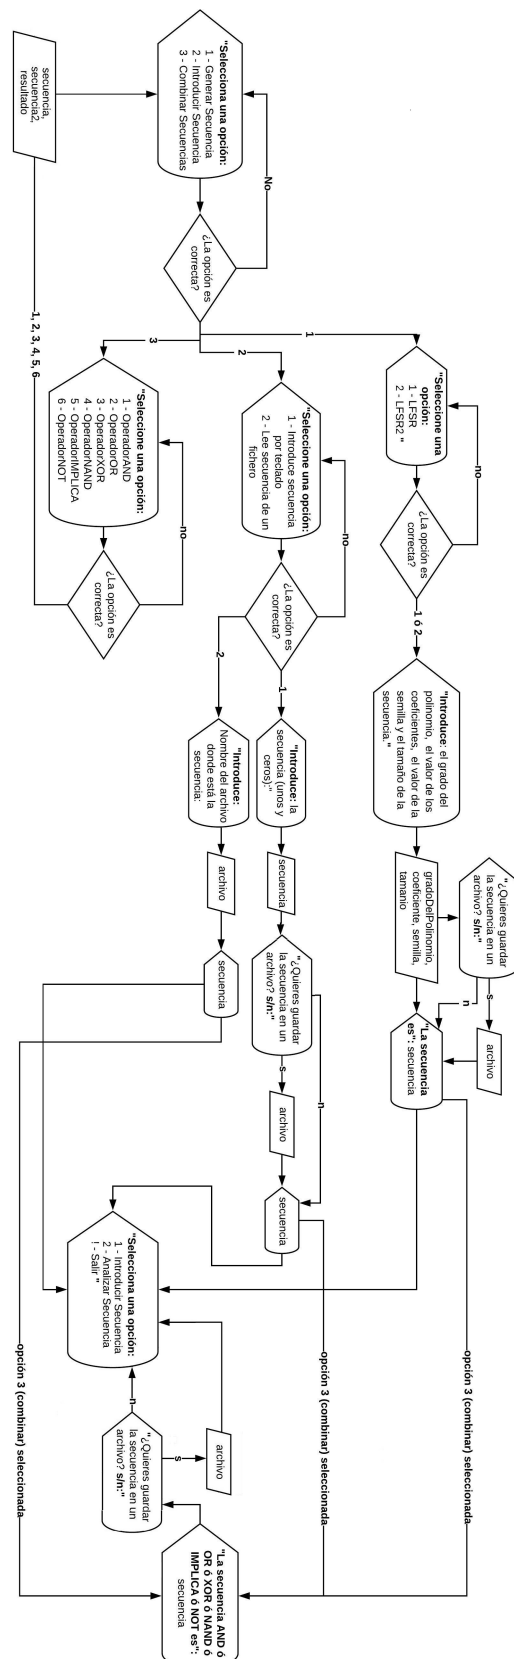 secuencia,
secuencia2,
resultado
"Selecciona una opción:
1 - Generar Secuencia
2 - Introducir Secuencia
3 - Combinar Secuencias
No
¿La opción es
correcta?
1
2
3
"Seleccione una
opción:
1 - LFSR
2 - LFSR2 "
no
¿La opción es
correcta?
1 ó 2
"Introduce: el grado del
polinomio, el valor de los
coeficientes, el valor de la
semilla y el tamaño de la
secuencia."
gradoDelPolinomio,
coeficiente, semilla,
tamanio
"¿Quieres guardar
la secuencia en un
archivo? s/n:"
s
n
archivo
"La secuencia
es": secuencia
opción 3 (combinar) seleccionada
"Seleccione una opción:
1 - Introduce secuencia
por teclado
2 - Lee secuencia de un
fichero
no
¿La opción es
correcta?
1
2
"Introduce: la
secuencia (unos y
ceros):"
secuencia
"¿Quieres guardar
la secuencia en un
archivo? s/n:"
n
s
archivo
secuencia
opción 3 (combinar) seleccionada
"Introduce:
Nombre del archivo
donde está la
secuencia:
archivo
secuencia
opción 3 (combinar) seleccionada
"Seleccione una opción:
1 - OperadorAND
2 - OperadorOR
3 - OperadorXOR
4 - OperadorNAND
5 - OperadorIMPLICA
6 - OperadorNOT
no
¿La opción es
correcta?
1, 2, 3, 4, 5, 6
"Selecciona una opción:
1 - Introducir Secuencia
2 - Analizar Secuencia
! - Salir "
archivo
s
n
"¿Quieres guardar
la secuencia en un
archivo? s/n:"
"La secuencia AND ó
OR ó XOR ó NAND ó
IMPLICA ó NOT es":
secuencia